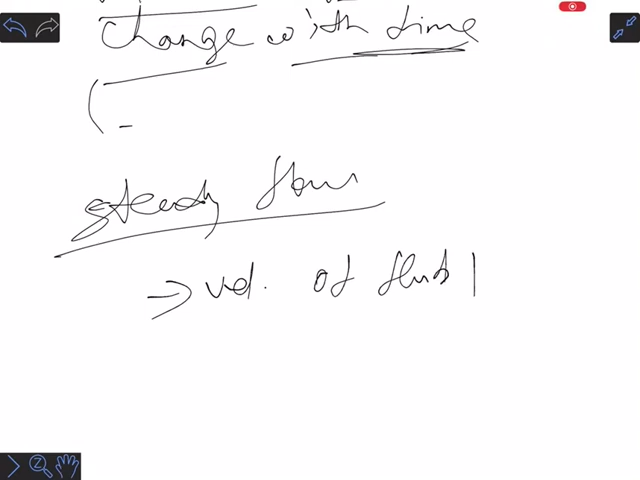 change with time
(-
steady flow
→ vel. of fluid